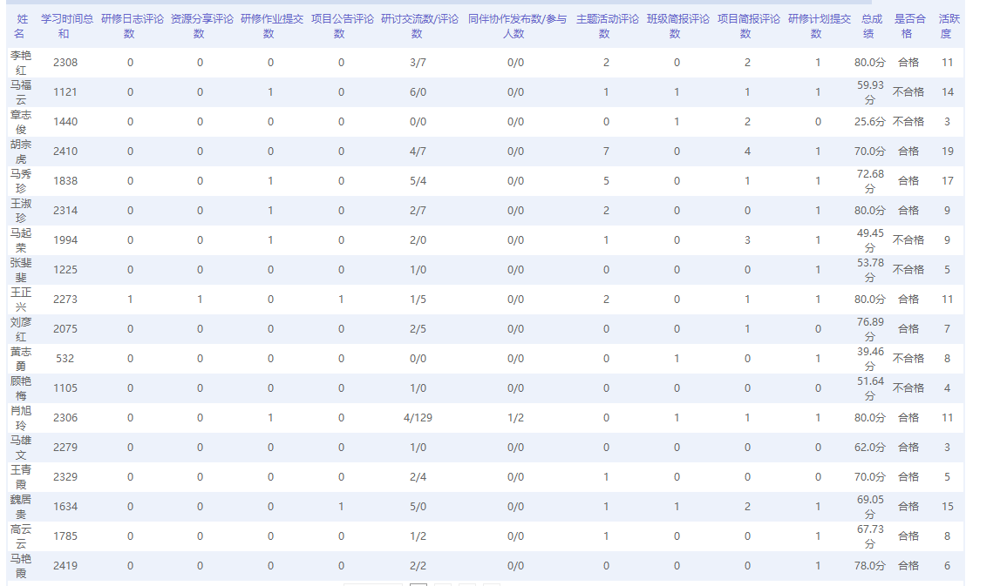 姓名 学习时间总和 研修日志评论数 资源分享评论数 研修作业提交数 项目公告评论数 研讨交流数/评论数 同伴协作发布数/参与人数 主题活动评论数 班级简报评论数 项目简报评论数 研修计划提交数 总成绩 是否合格 活跃度
李艳红 2308 0 0 0 0 3/7 0/0 2 0 2 1 80.0分 合格 11
马福云 1121 0 0 1 0 6/0 0/0 1 1 1 1 59.93分 不合格 14
章志俊 1440 0 0 0 0 0/0 0/0 0 1 2 0 25.6分 不合格 3
胡宗虎 2410 0 0 0 0 4/7 0/0 7 0 4 1 70.0分 合格 19
马秀珍 1838 0 0 1 0 5/4 0/0 5 0 1 1 72.68分 合格 17
王淑珍 2314 0 0 1 0 2/7 0/0 2 0 0 1 80.0分 合格 9
马起荣 1994 0 0 1 0 2/0 0/0 1 0 3 1 49.45分 不合格 9
张斐斐 1225 0 0 0 0 1/0 0/0 0 0 0 1 53.78分 不合格 5
王正兴 2273 1 1 0 1 1/5 0/0 2 0 1 1 80.0分 合格 11
刘彦红 2075 0 0 0 0 2/5 0/0 0 0 1 0 76.89分 合格 7
黄志勇 532 0 0 0 0 0/0 0/0 0 1 0 1 39.46分 不合格 8
顾艳梅 1105 0 0 0 0 1/0 0/0 0 0 0 0 51.64分 不合格 4
肖旭玲 2306 0 0 1 0 4/129 1/2 0 1 1 1 80.0分 合格 11
马雄文 2279 0 0 0 0 1/0 0/0 0 0 0 0 62.0分 合格 3
王青霞 2329 0 0 0 0 2/4 0/0 1 0 0 0 70.0分 合格 5
魏居贵 1634 0 0 0 1 5/0 0/0 1 1 2 1 69.05分 合格 15
高云云 1785 0 0 0 0 1/2 0/0 1 0 0 1 67.73分 合格 8
马艳霞 2419 0 0 0 0 2/2 0/0 0 0 0 1 78.0分 合格 6